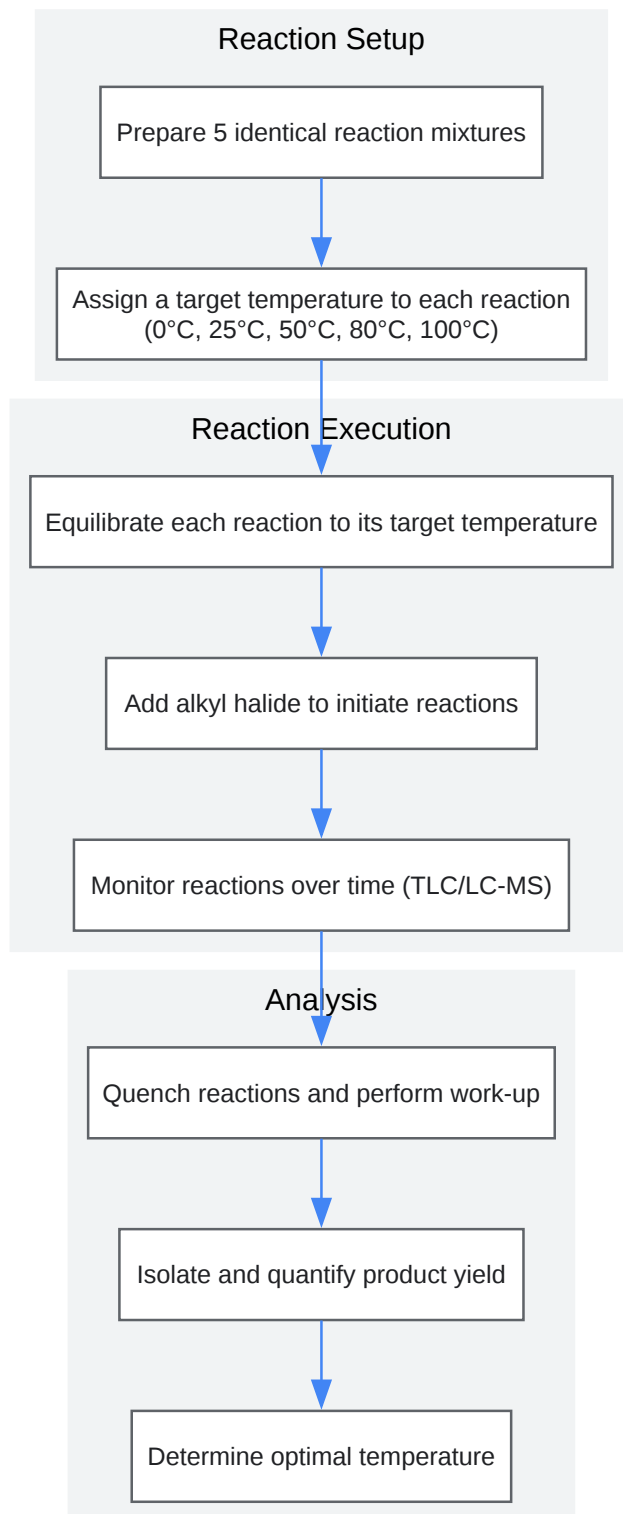 Reaction Setup
Prepare 5 identical reaction mixtures
Assign a target temperature to each reaction
(0°C, 25°C, 50°C, 80°C, 100°C)
Reaction Execution
Equilibrate each reaction to its target temperature
Add alkyl halide to initiate reactions
Monitor reactions over time (TLC/LC-MS)
Analysis
Quench reactions and perform work-up
Isolate and quantify product yield
Determine optimal temperature